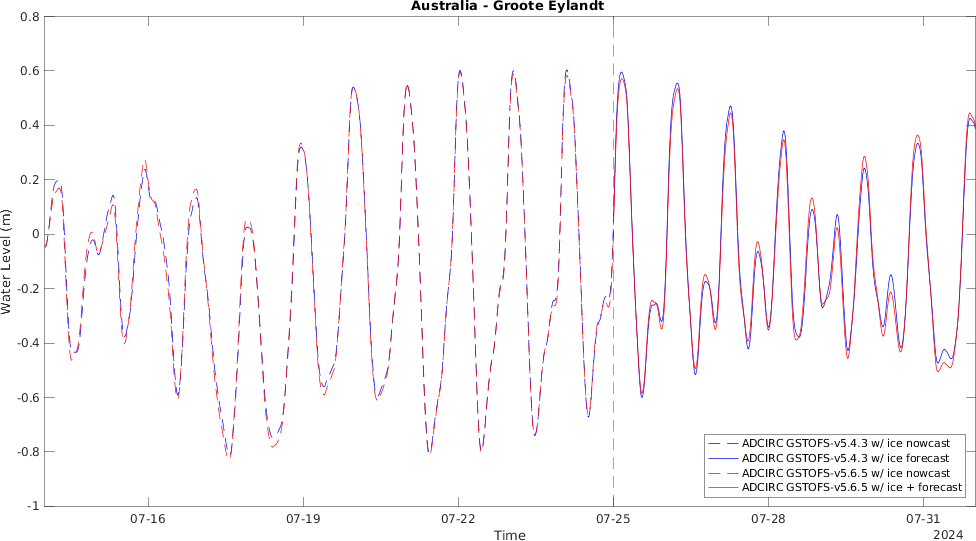 Australia - Groote Eylandt
0.8
0.6
0.4
0.2
0
-0.2
-0.4
-0.6
-0.8
-1
Water Level (m)
07-16
07-19
07-22
07-25
07-28
07-31
Time
2024
ADCIRC GSTOFS-v5.4.3 w/ ice nowcast
ADCIRC GSTOFS-v5.4.3 w/ ice forecast
ADCIRC GSTOFS-v5.6.5 w/ ice nowcast
ADCIRC GSTOFS-v5.6.5 w/ ice + forecast